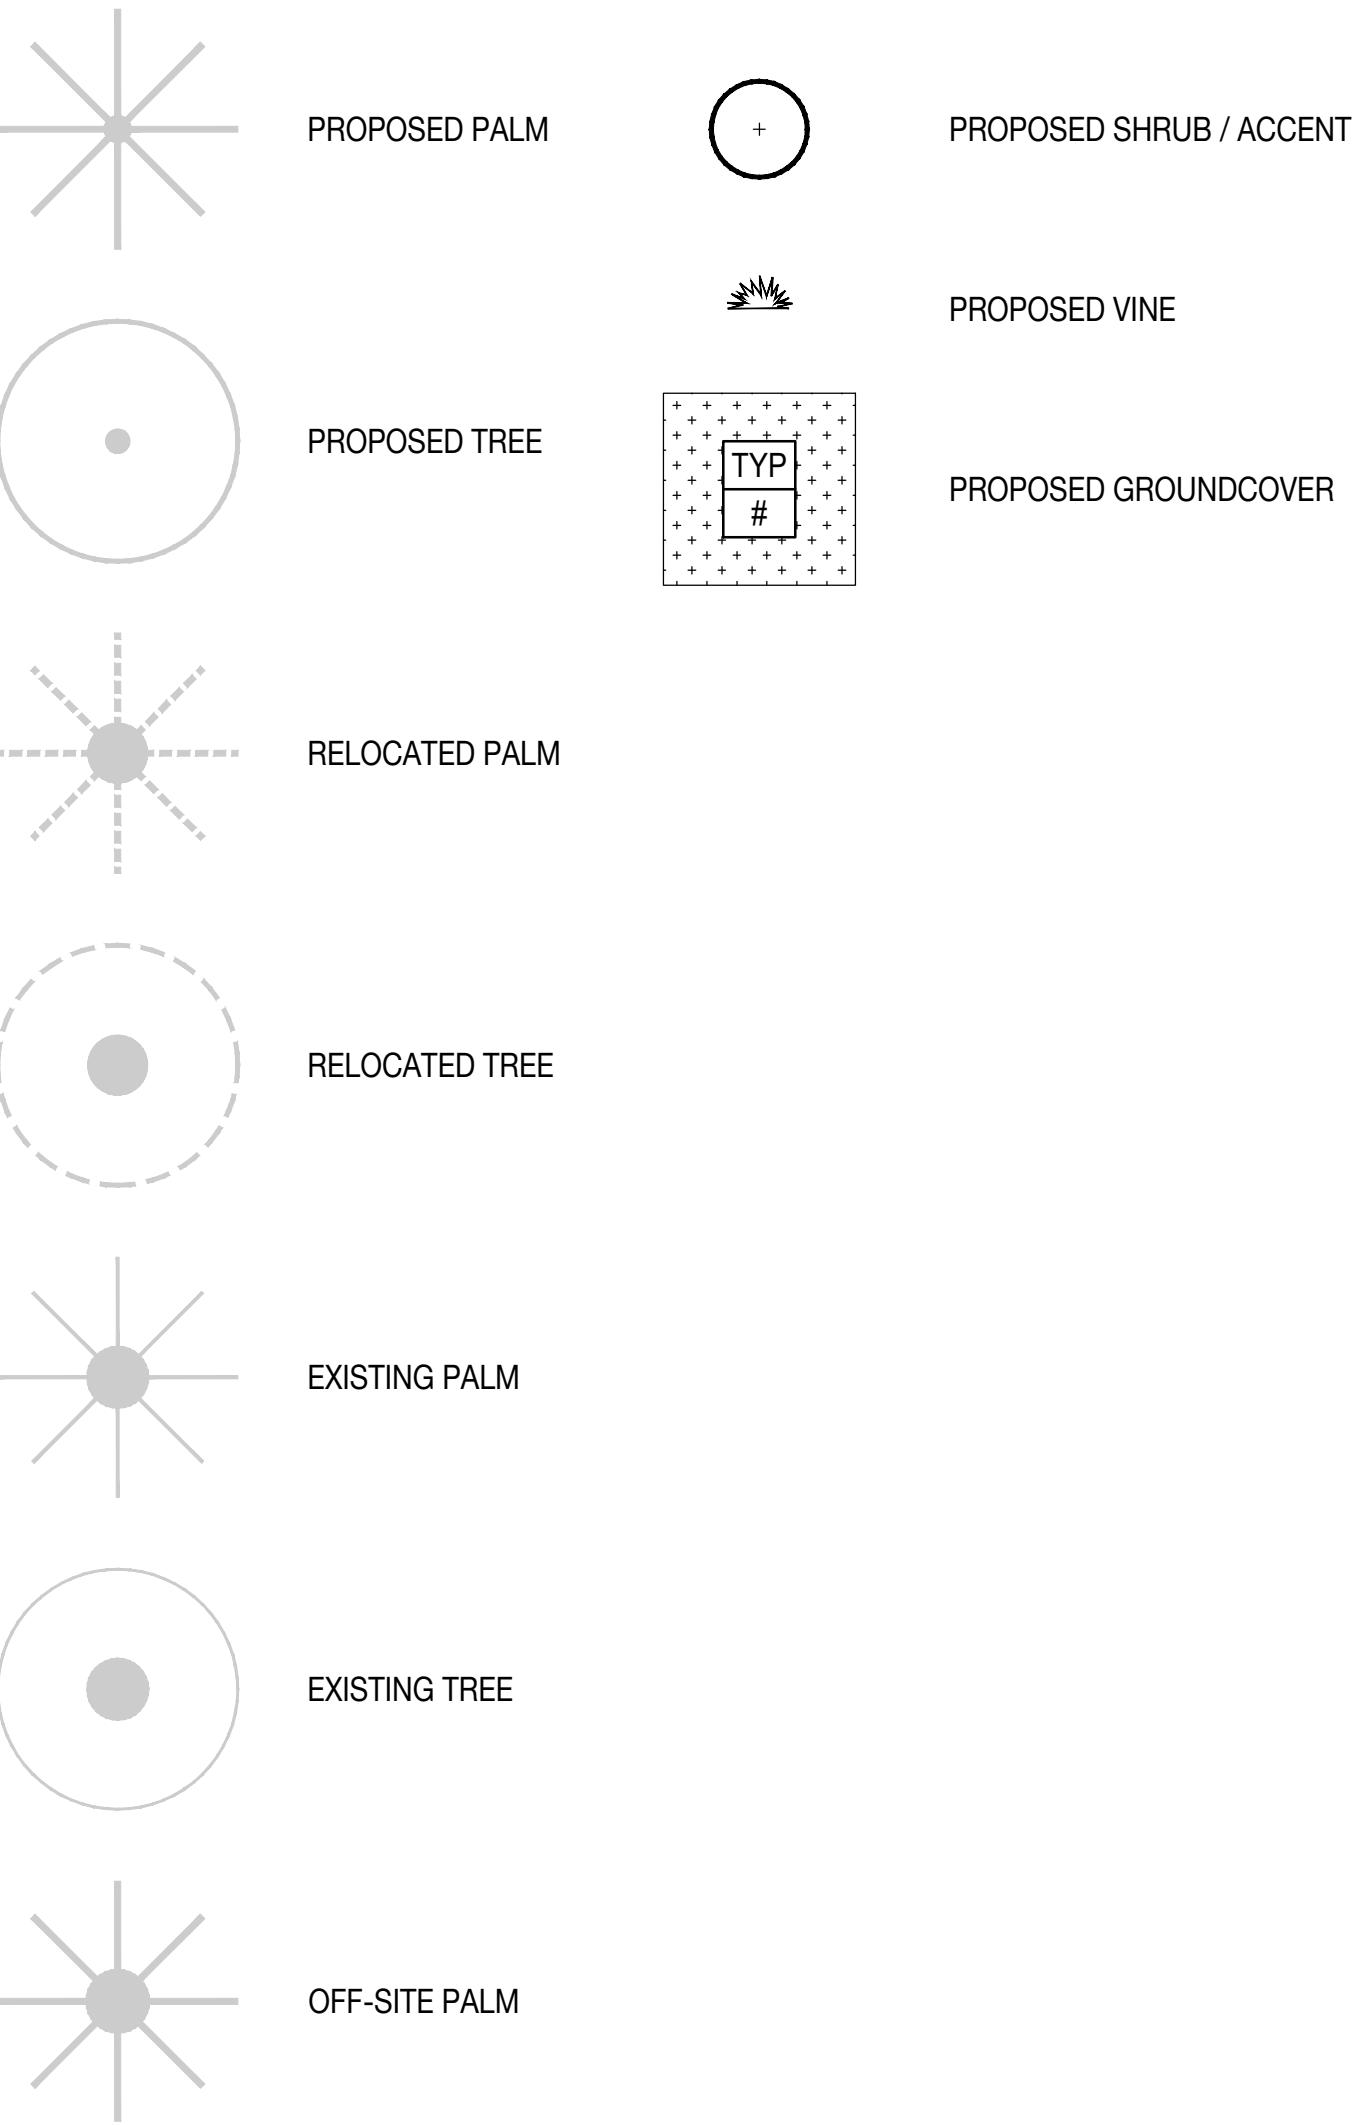 PROPOSED PALM
PROPOSED TREE
RELOCATED PALM
RELOCATED TREE
EXISTING PALM
EXISTING TREE
OFF-SITE PALM
PROPOSED SHRUB / ACCENT
PROPOSED VINE
TYP
#
PROPOSED GROUNDCOVER